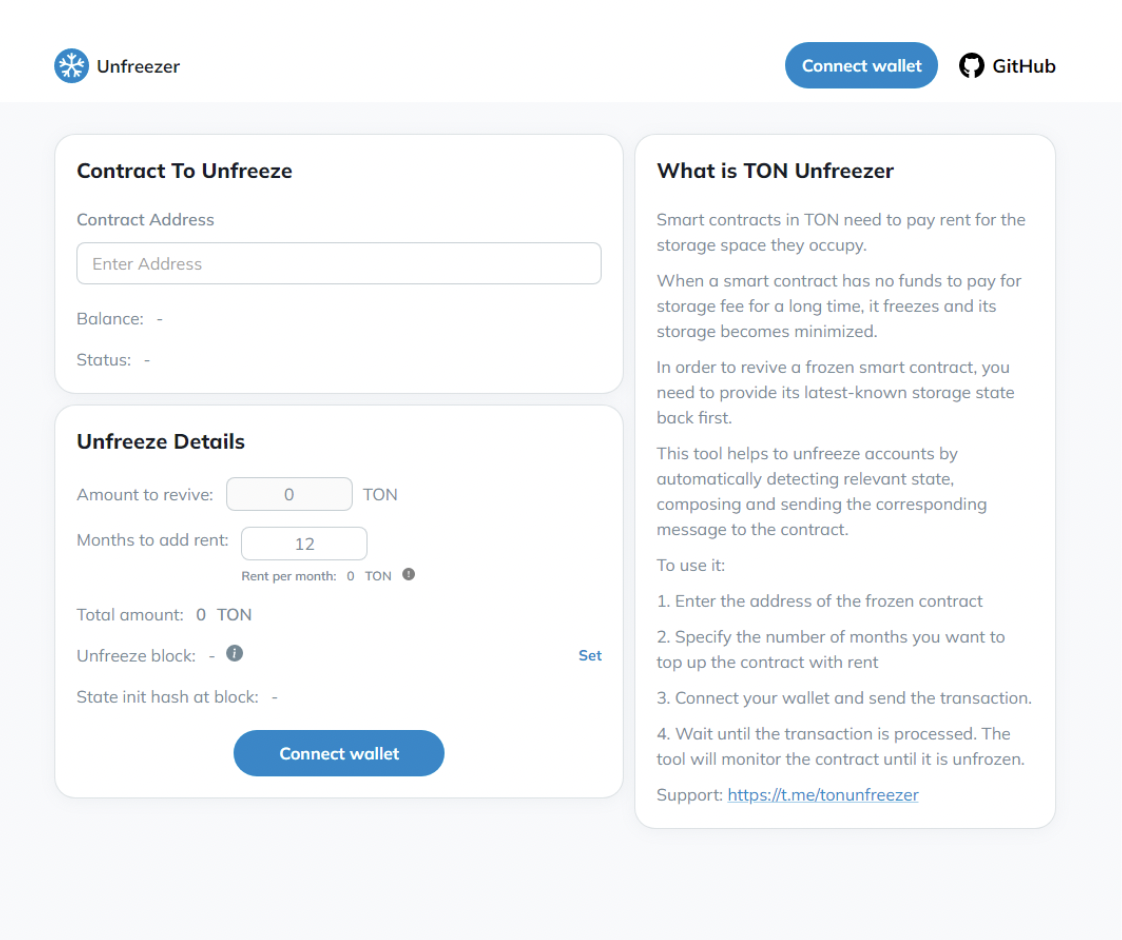 Unfreezer
Connect wallet
GitHub
Contract To Unfreeze
Contract Address
Enter Address
Balance: -
Status: -
Unfreeze Details
Amount to revive: 0 TON
Months to add rent: 12
Rent per month: 0 TON
Total amount: 0 TON
Unfreeze block: -
Set
State init hash at block: -
Connect wallet
What is TON Unfreezer
Smart contracts in TON need to pay rent for the
storage space they occupy.
When a smart contract has no funds to pay for
storage fee for a long time, it freezes and its
storage becomes minimized.
In order to revive a frozen smart contract, you
need to provide its latest-known storage state
back first.
This tool helps to unfreeze accounts by
automatically detecting relevant state,
composing and sending the corresponding
message to the contract.
To use it:
1. Enter the address of the frozen contract
2. Specify the number of months you want to
top up the contract with rent
3. Connect your wallet and send the transaction.
4. Wait until the transaction is processed. The
tool will monitor the contract until it is unfrozen.
Support: https://t.me/tonunfreezer